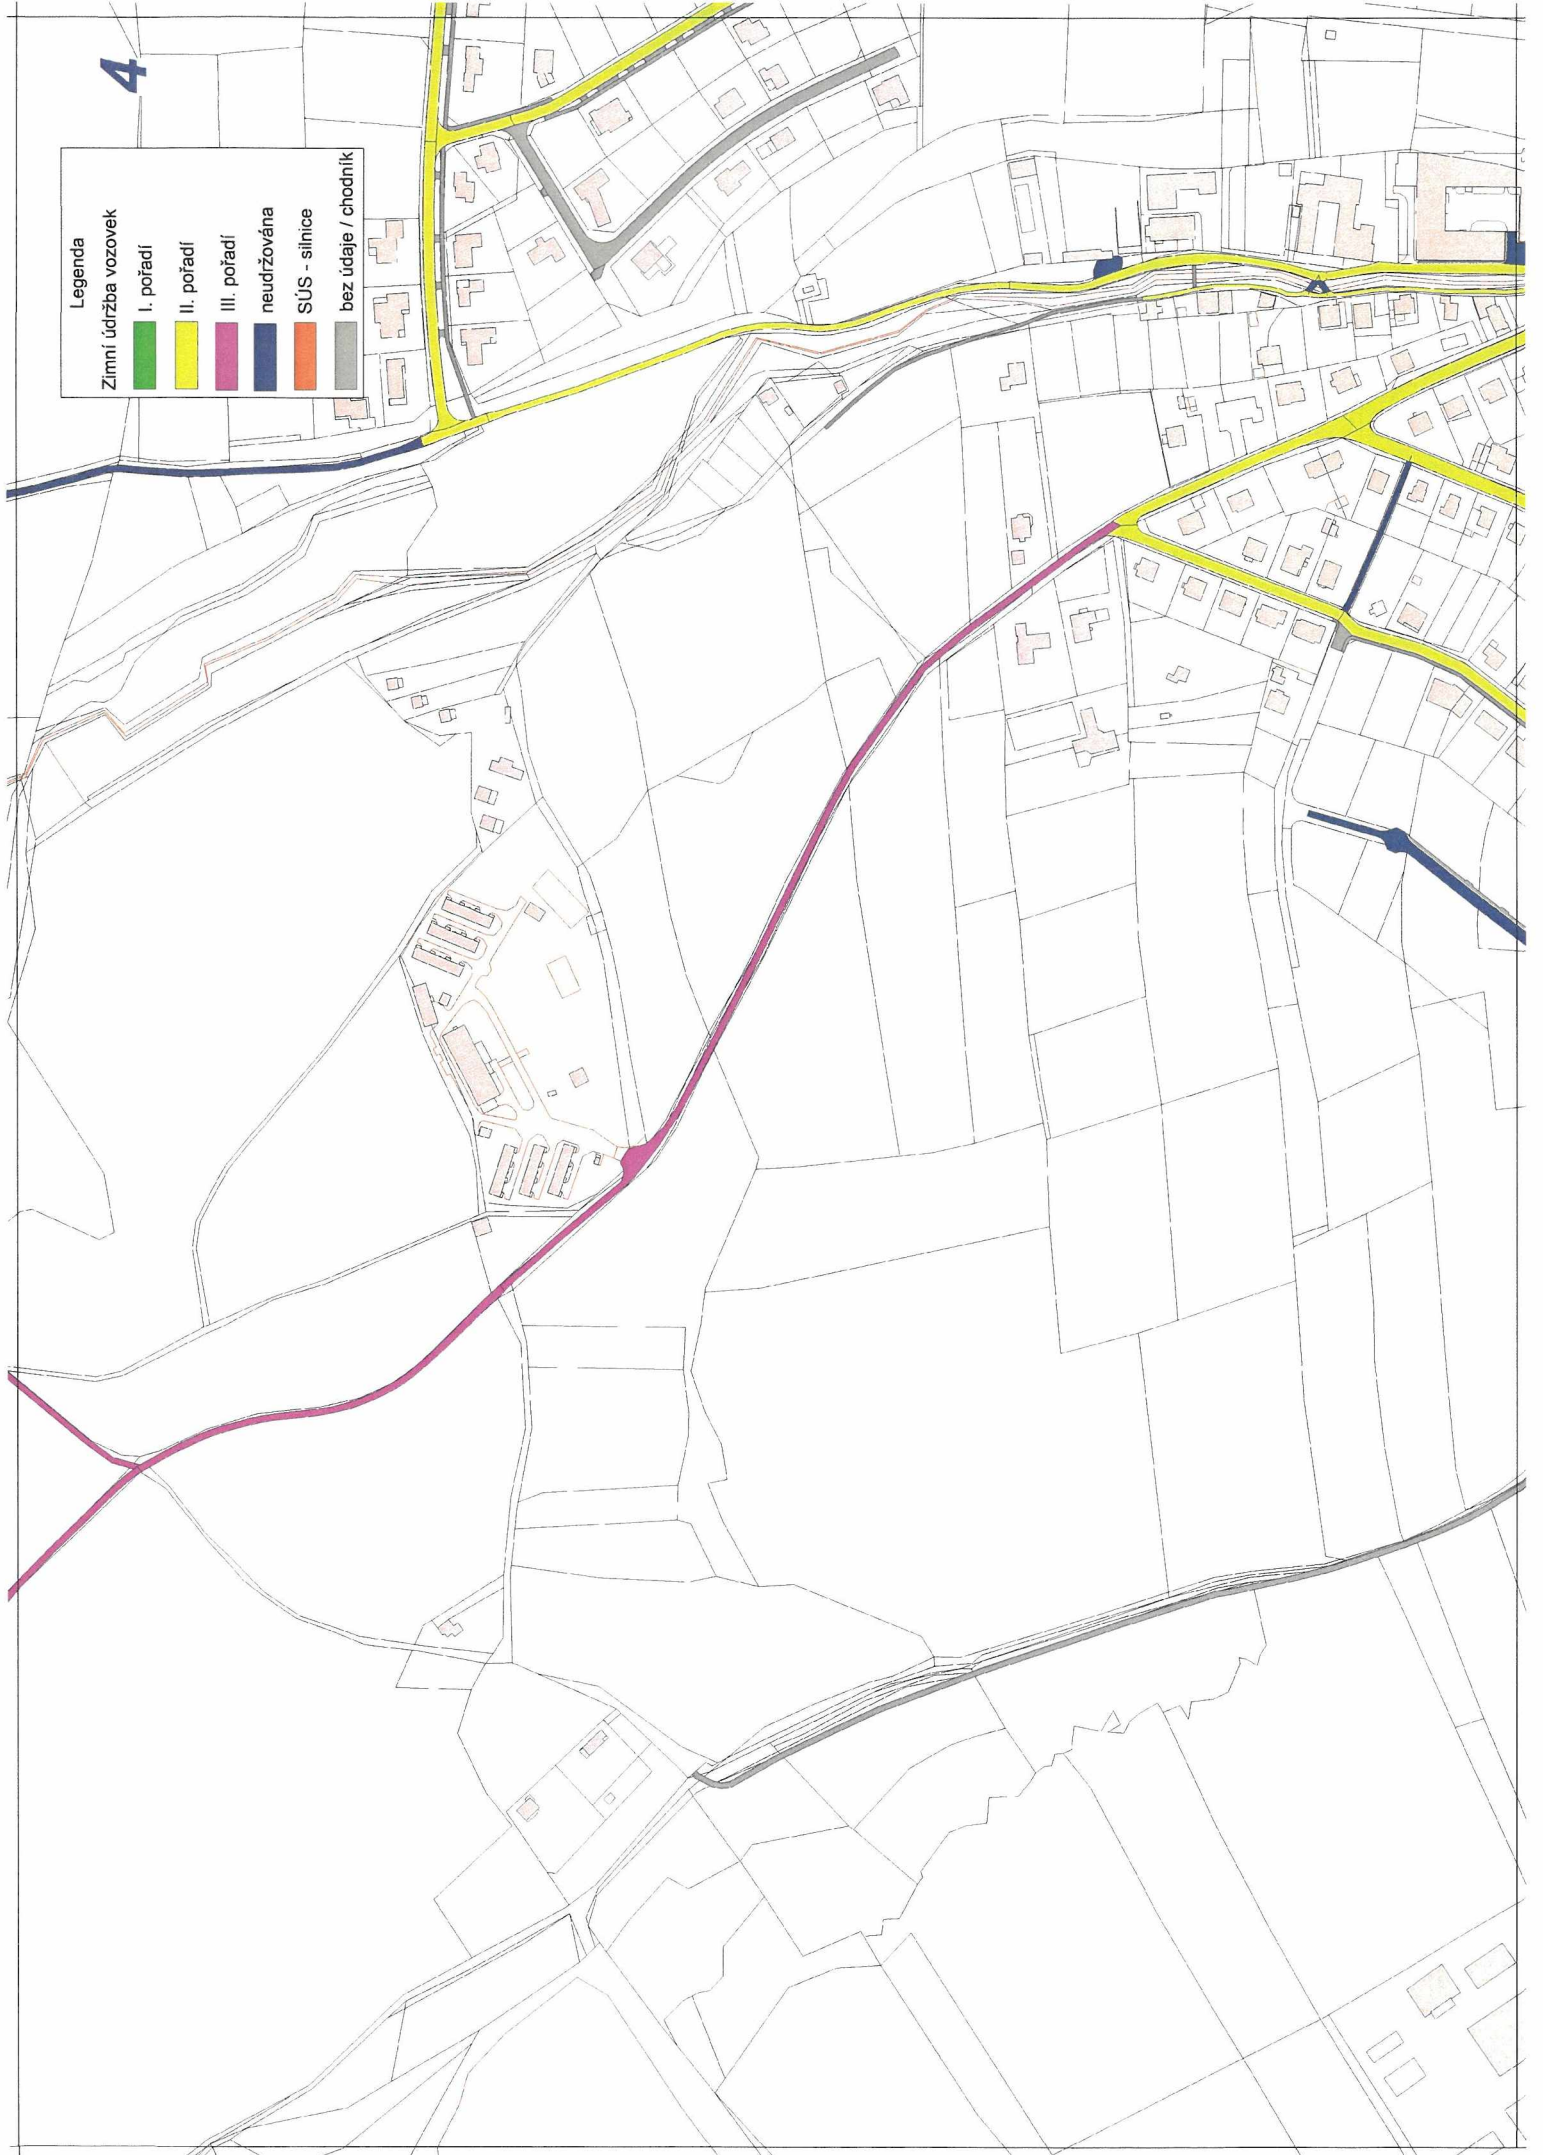 4
Legenda
Zimní údržba vozovek
I. pořadí
II. pořadí
III. pořadí
neudržována
SÚS - silnice
bez údaje / chodník